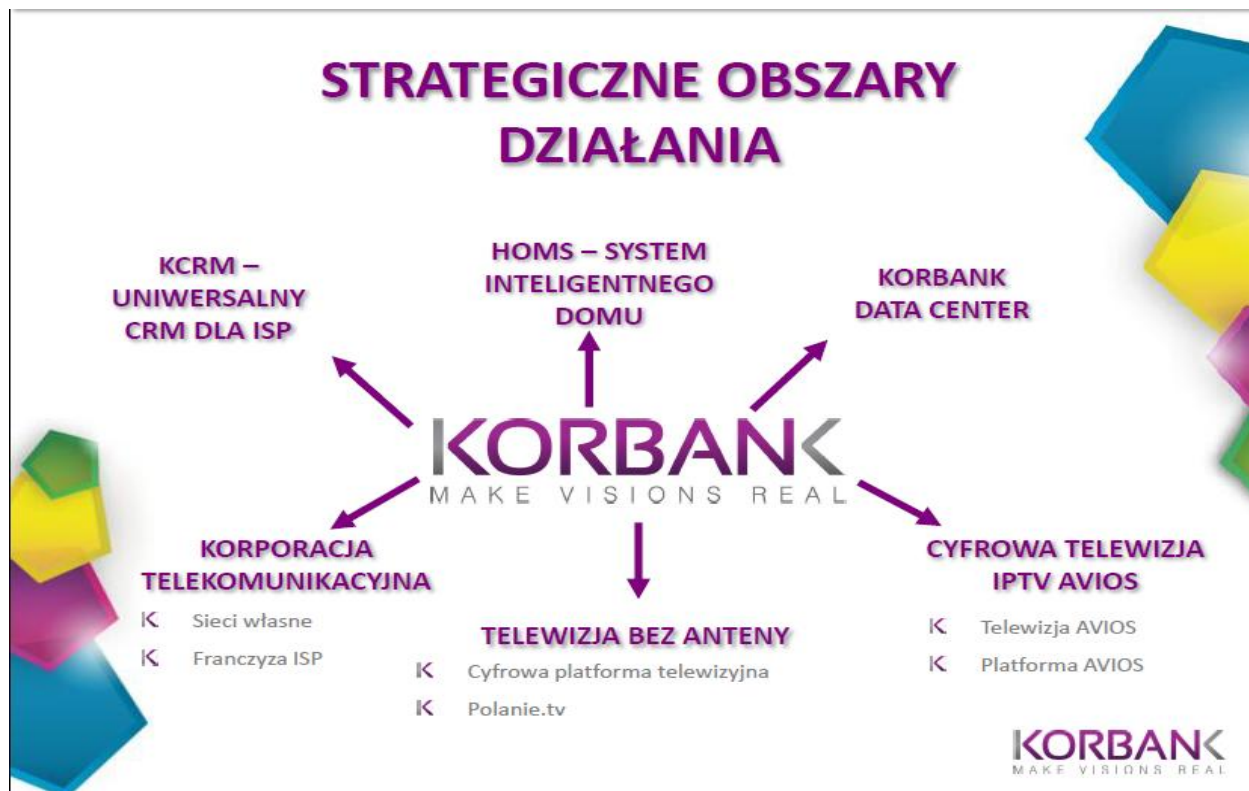 STRATEGICZNE OBSZARY
DZIAŁANIA
KCRM –
UNIWERSALNY
CRM DLA ISP
HOMS – SYSTEM
INTELIGENTNEGO
DOMU
KORBANK
DATA CENTER
KORBANK
MAKE VISIONS REAL
KORPORACJA
TELEKOMUNIKACYJNA
Sieci własne
Franczyza ISP
TELEWIZJA BEZ ANTENY
Cyfrowa platforma telewizyjna
Polanie.tv
CYFROWA TELEWIZJA
IPTV AVIOS
Telewizja AVIOS
Platforma AVIOS
KORBANK
MAKE VISIONS REAL